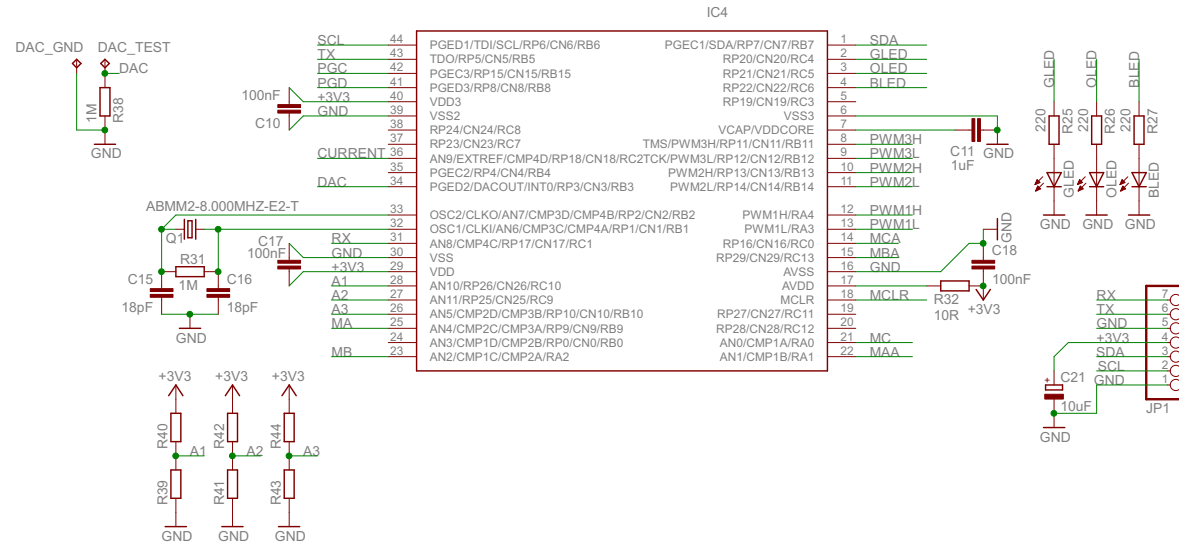 IC4
DAC_GND DAC_TEST
DAC
1M
R38
GND
SCL 44 PGED1/TDI/SCL/RP6/CN6/RB6 PGEC1/SDA/RP7/CN7/RB7 1 SDA
TX 43 TDO/RP5/CN5/RB5 RP20/CN20/RC4 2 GLED
PGC 42 PGEC3/RP15/CN15/RB15 RP21/CN21/RC5 3 OLED
PGD 41 PGED3/RP8/CN8/RB8 RP22/CN22/RC6 4 BLED
+3V3 40 VDD3 RP19/CN19/RC3 5
GND 39 VSS2 VSS3 6
38 RP24/CN24/RC8 VCAP/VDDCORE 7
37 RP23/CN23/RC7 TMS/PWM3H/RP11/CN11/RB11 8 PWM3H
CURRENT 36 AN9/EXTREF/CMP4D/RP18/CN18/RC2 TCK/PWM3L/RP12/CN12/RB12 9 PWM3L
35 PGEC2/RP4/CN4/RB4 PWM2H/RP13/CN13/RB13 10 PWM2H
DAC 34 PGED2/DACOUT/INT0/RP3/CN3/RB3 PWM2L/RP14/CN14/RB14 11 PWM2L
33 OSC2/CLKO/AN7/CMP3D/CMP4B/RP2/CN2/RB2 PWM1H/RA4 12 PWM1H
32 OSC1/CLKI/AN6/CMP3C/CMP4A/RP1/CN1/RB1 PWM1L/RA3 13 PWM1L
RX 31 AN8/CMP4C/RP17/CN17/RC1 RP16/CN16/RC0 14 MCA
GND 30 VSS RP29/CN29/RC13 15 MBA
+3V3 29 VDD AVSS 16 GND
A1 28 AN10/RP26/CN26/RC10 AVDD 17
A2 27 AN11/RP25/CN25/RC9 MCLR 18 MCLR
A3 26 AN5/CMP2D/CMP3B/RP10/CN10/RB10 RP27/CN27/RC11 19
MA 25 AN4/CMP2C/CMP3A/RP9/CN9/RB9 RP28/CN28/RC12 20
24 AN3/CMP1D/CMP2B/RP0/CN0/RB0 AN0/CMP1A/RA0 21 MC
MB 23 AN2/CMP1C/CMP2A/RA2 AN1/CMP1B/RA1 22 MAA
100nF
C10
ABMM2-8.000MHZ-E2-T
Q1
C17
100nF
R31
1M
C15 C16
18pF 18pF
GND
C11
1uF
GND
GND
C18
100nF
R32
10R
+3V3
GLED OLED BLED
220 R25 220 R26 220 R27
GLED OLED BLED
GND GND GND
RX 7
TX 6
GND 5
+3V3 4
SDA 3
SCL 2
GND 1
JP1
+
C21
10uF
GND
+3V3 +3V3 +3V3
R40 R42 R44
A1 A2 A3
R39 R41 R43
GND GND GND